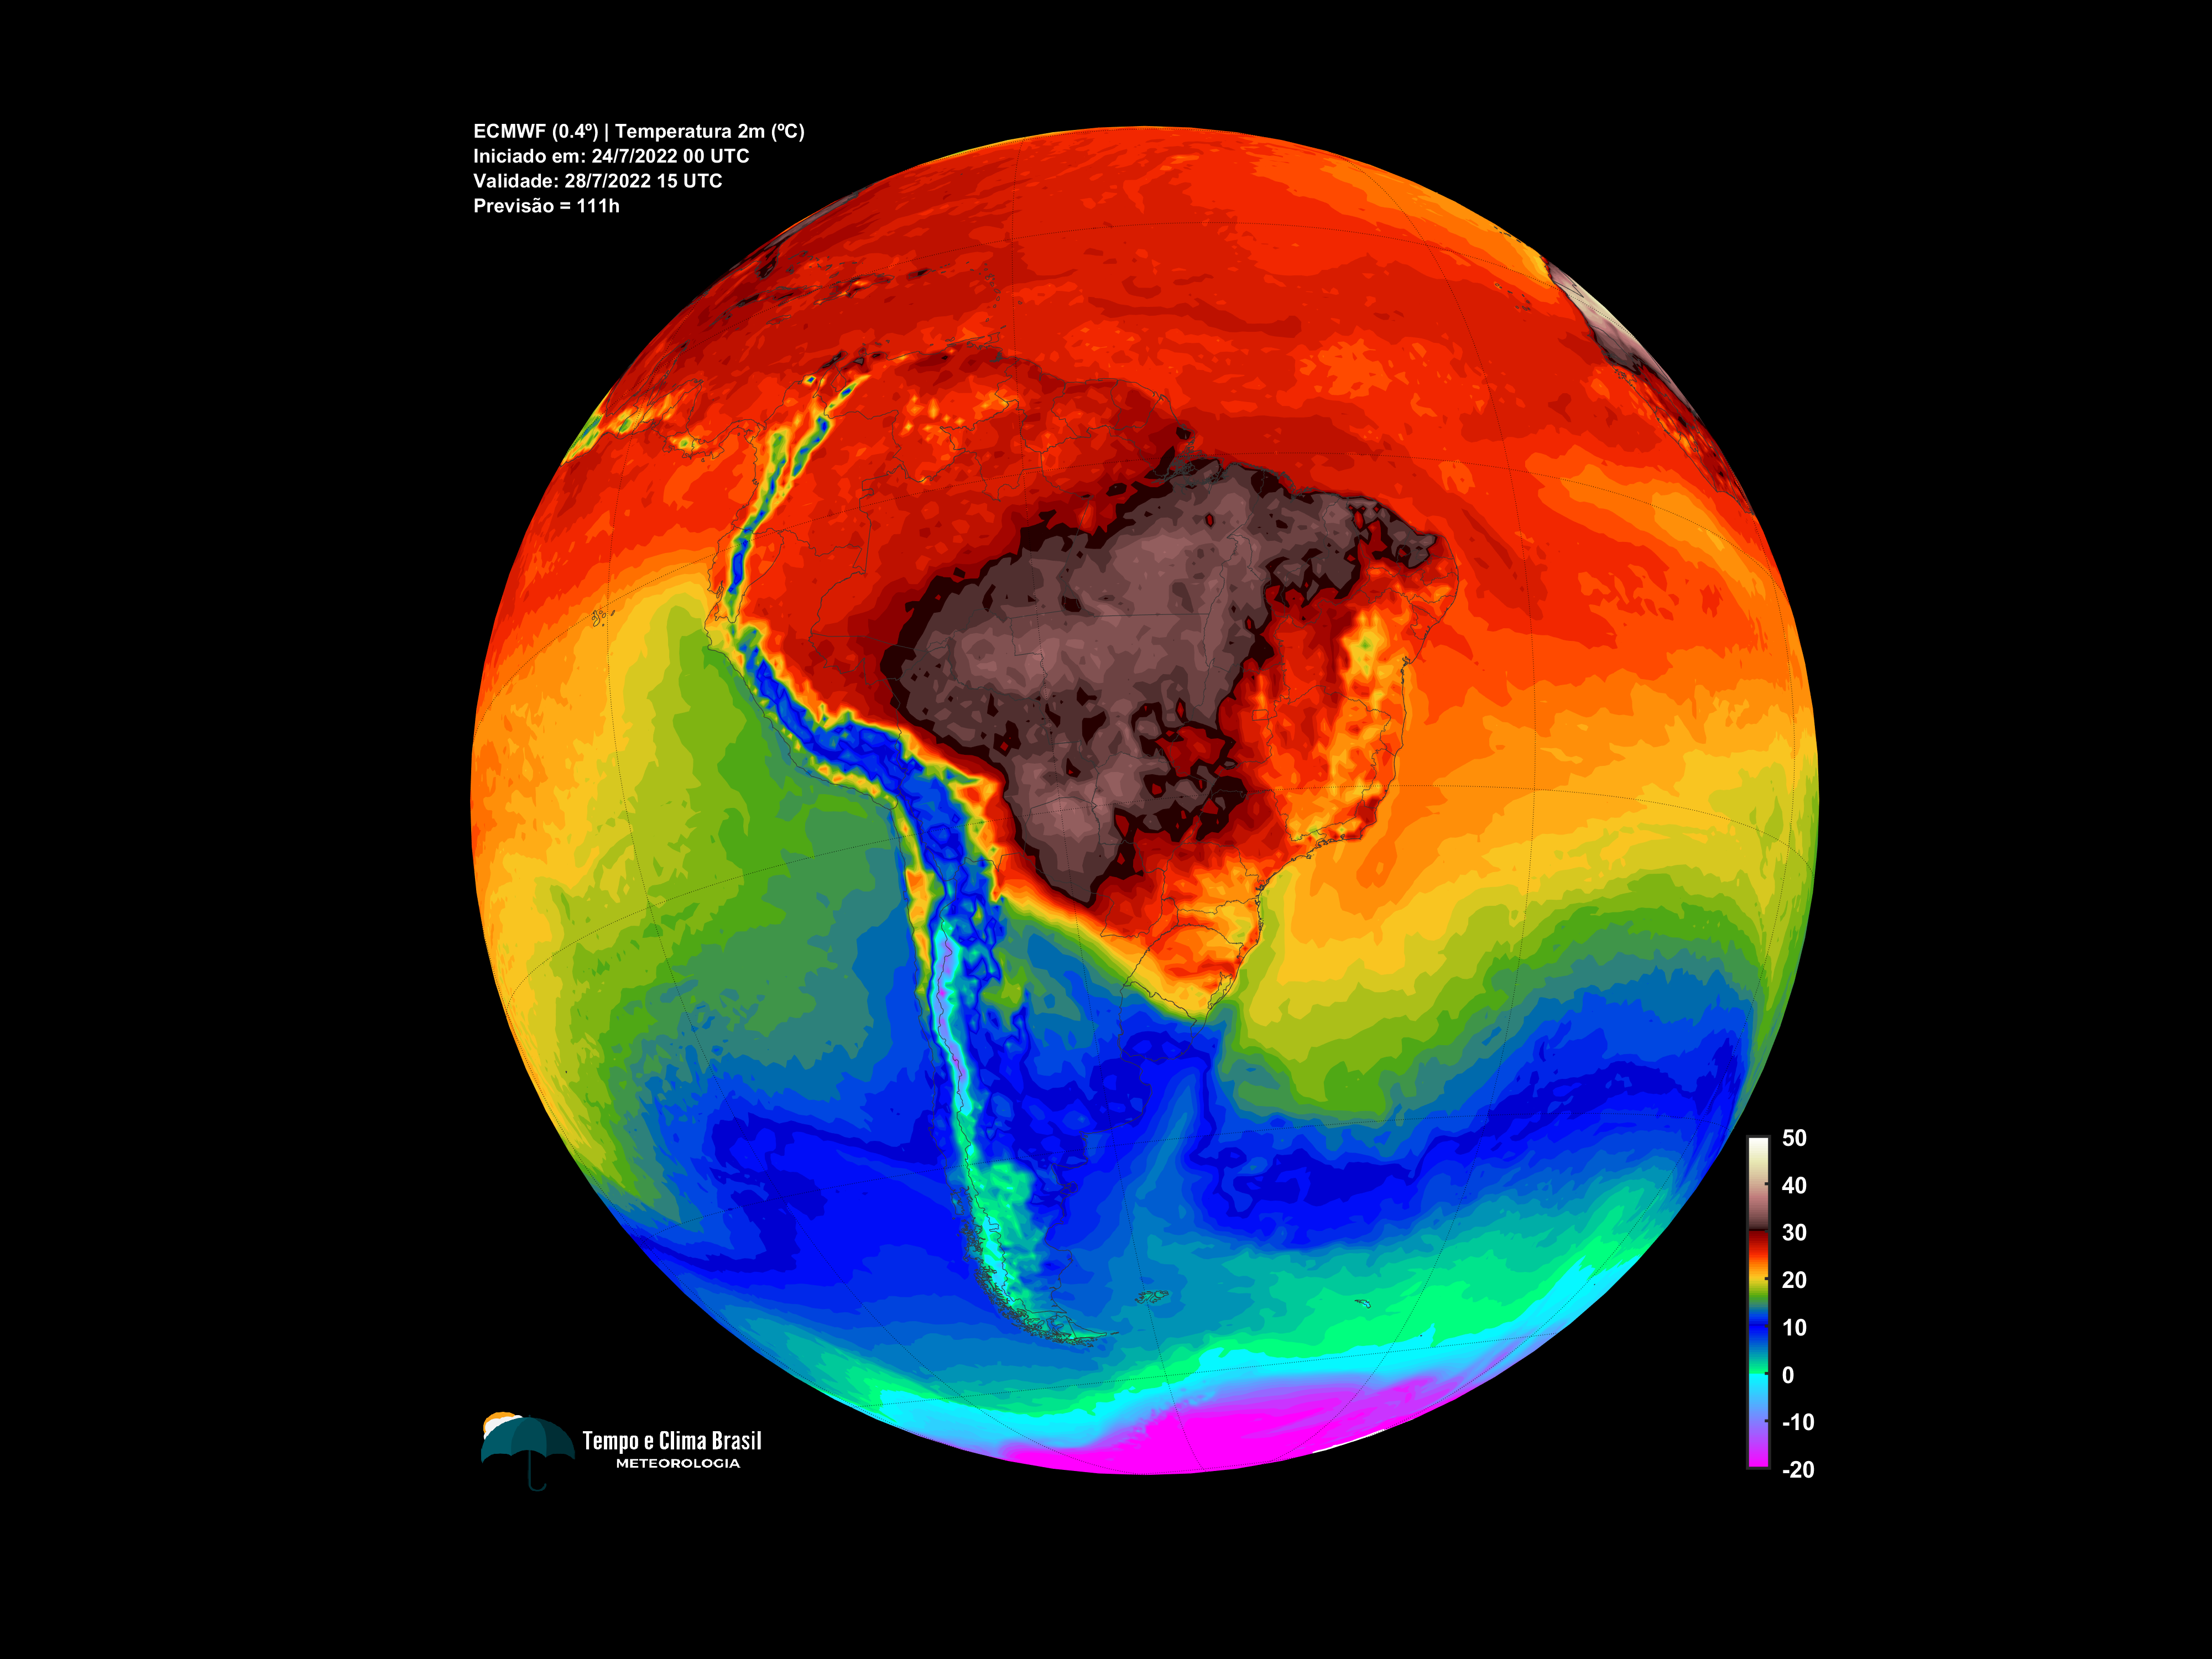 ECMWF (0.4º) | Temperatura 2m (ºC)
Iniciado em: 24/7/2022 00 UTC
Validade: 28/7/2022 15 UTC
Previsão = 111h
50
40
30
20
10
0
-10
-20
Tempo e Clima Brasil
METEOROLOGIA